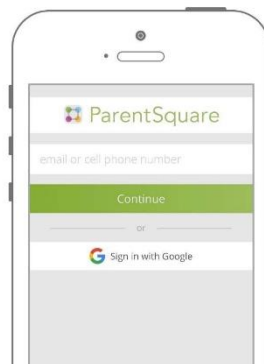 ParentSquare
email or cell phone number
Continue
or
Sign in with Google